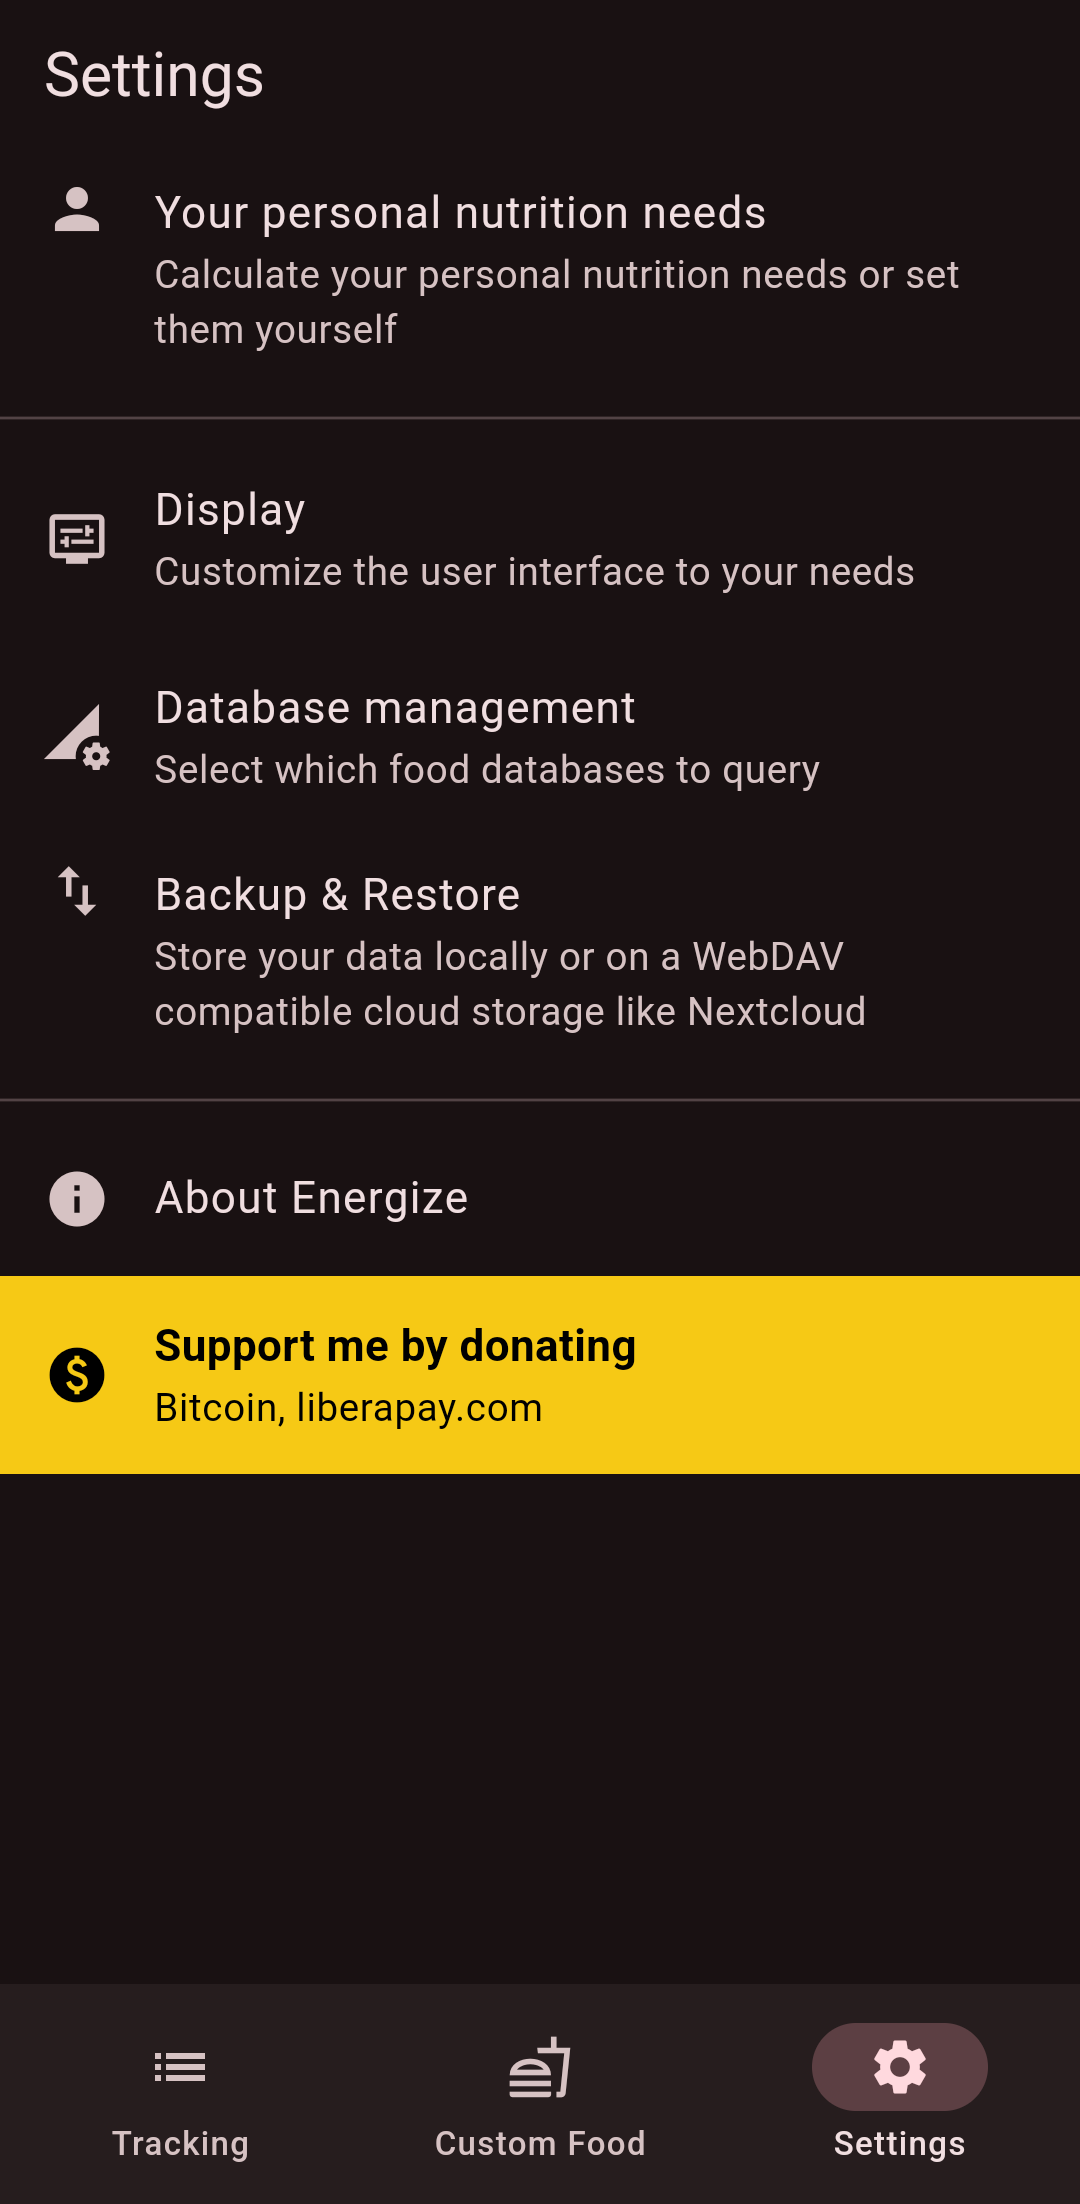 Settings
Your personal nutrition needs
Calculate your personal nutrition needs or set
them yourself
Display
Customize the user interface to your needs
Database management
Select which food databases to query
Backup & Restore
Store your data locally or on a WebDAV
compatible cloud storage like Nextcloud
About Energize
Support me by donating
Bitcoin, liberapay.com
Tracking
Custom Food
Settings